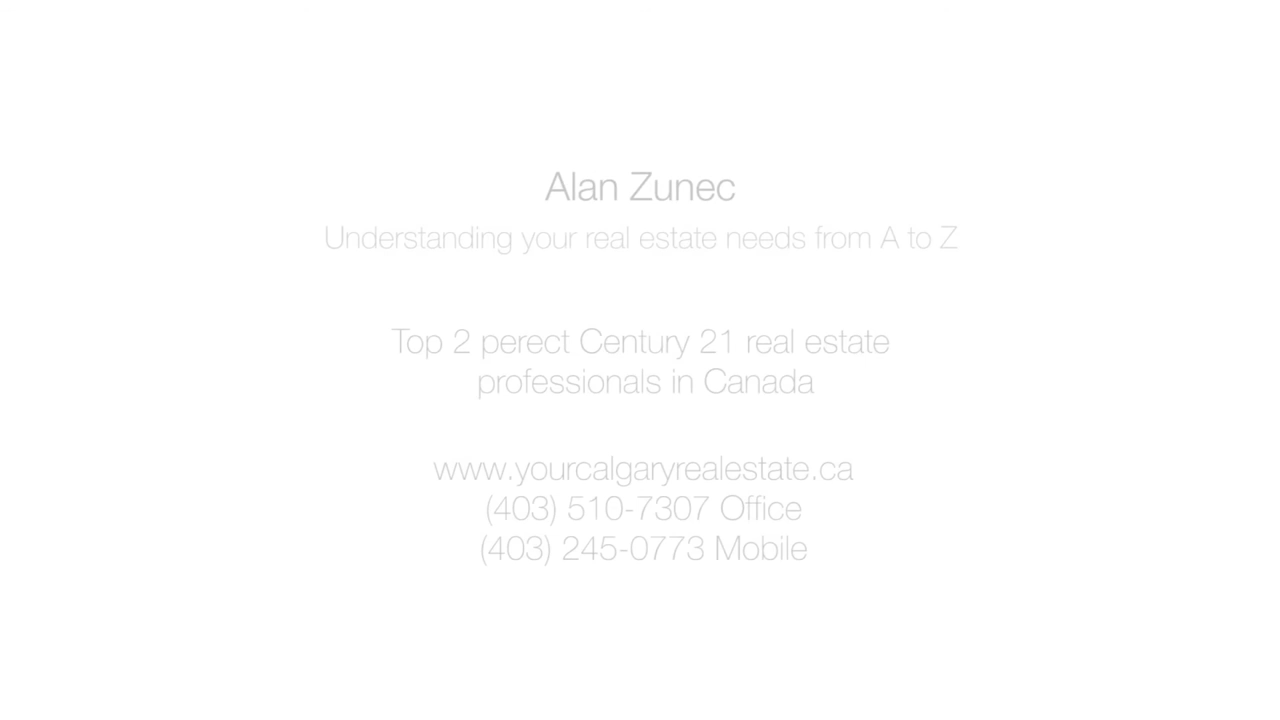 Alan Zunec
Understanding your real estate needs from A to Z
Top 2 perect Century 21 real estate
professionals in Canada
www.yourcalgaryrealestate.ca
(403) 510-7307 Office
(403) 245-0773 Mobile